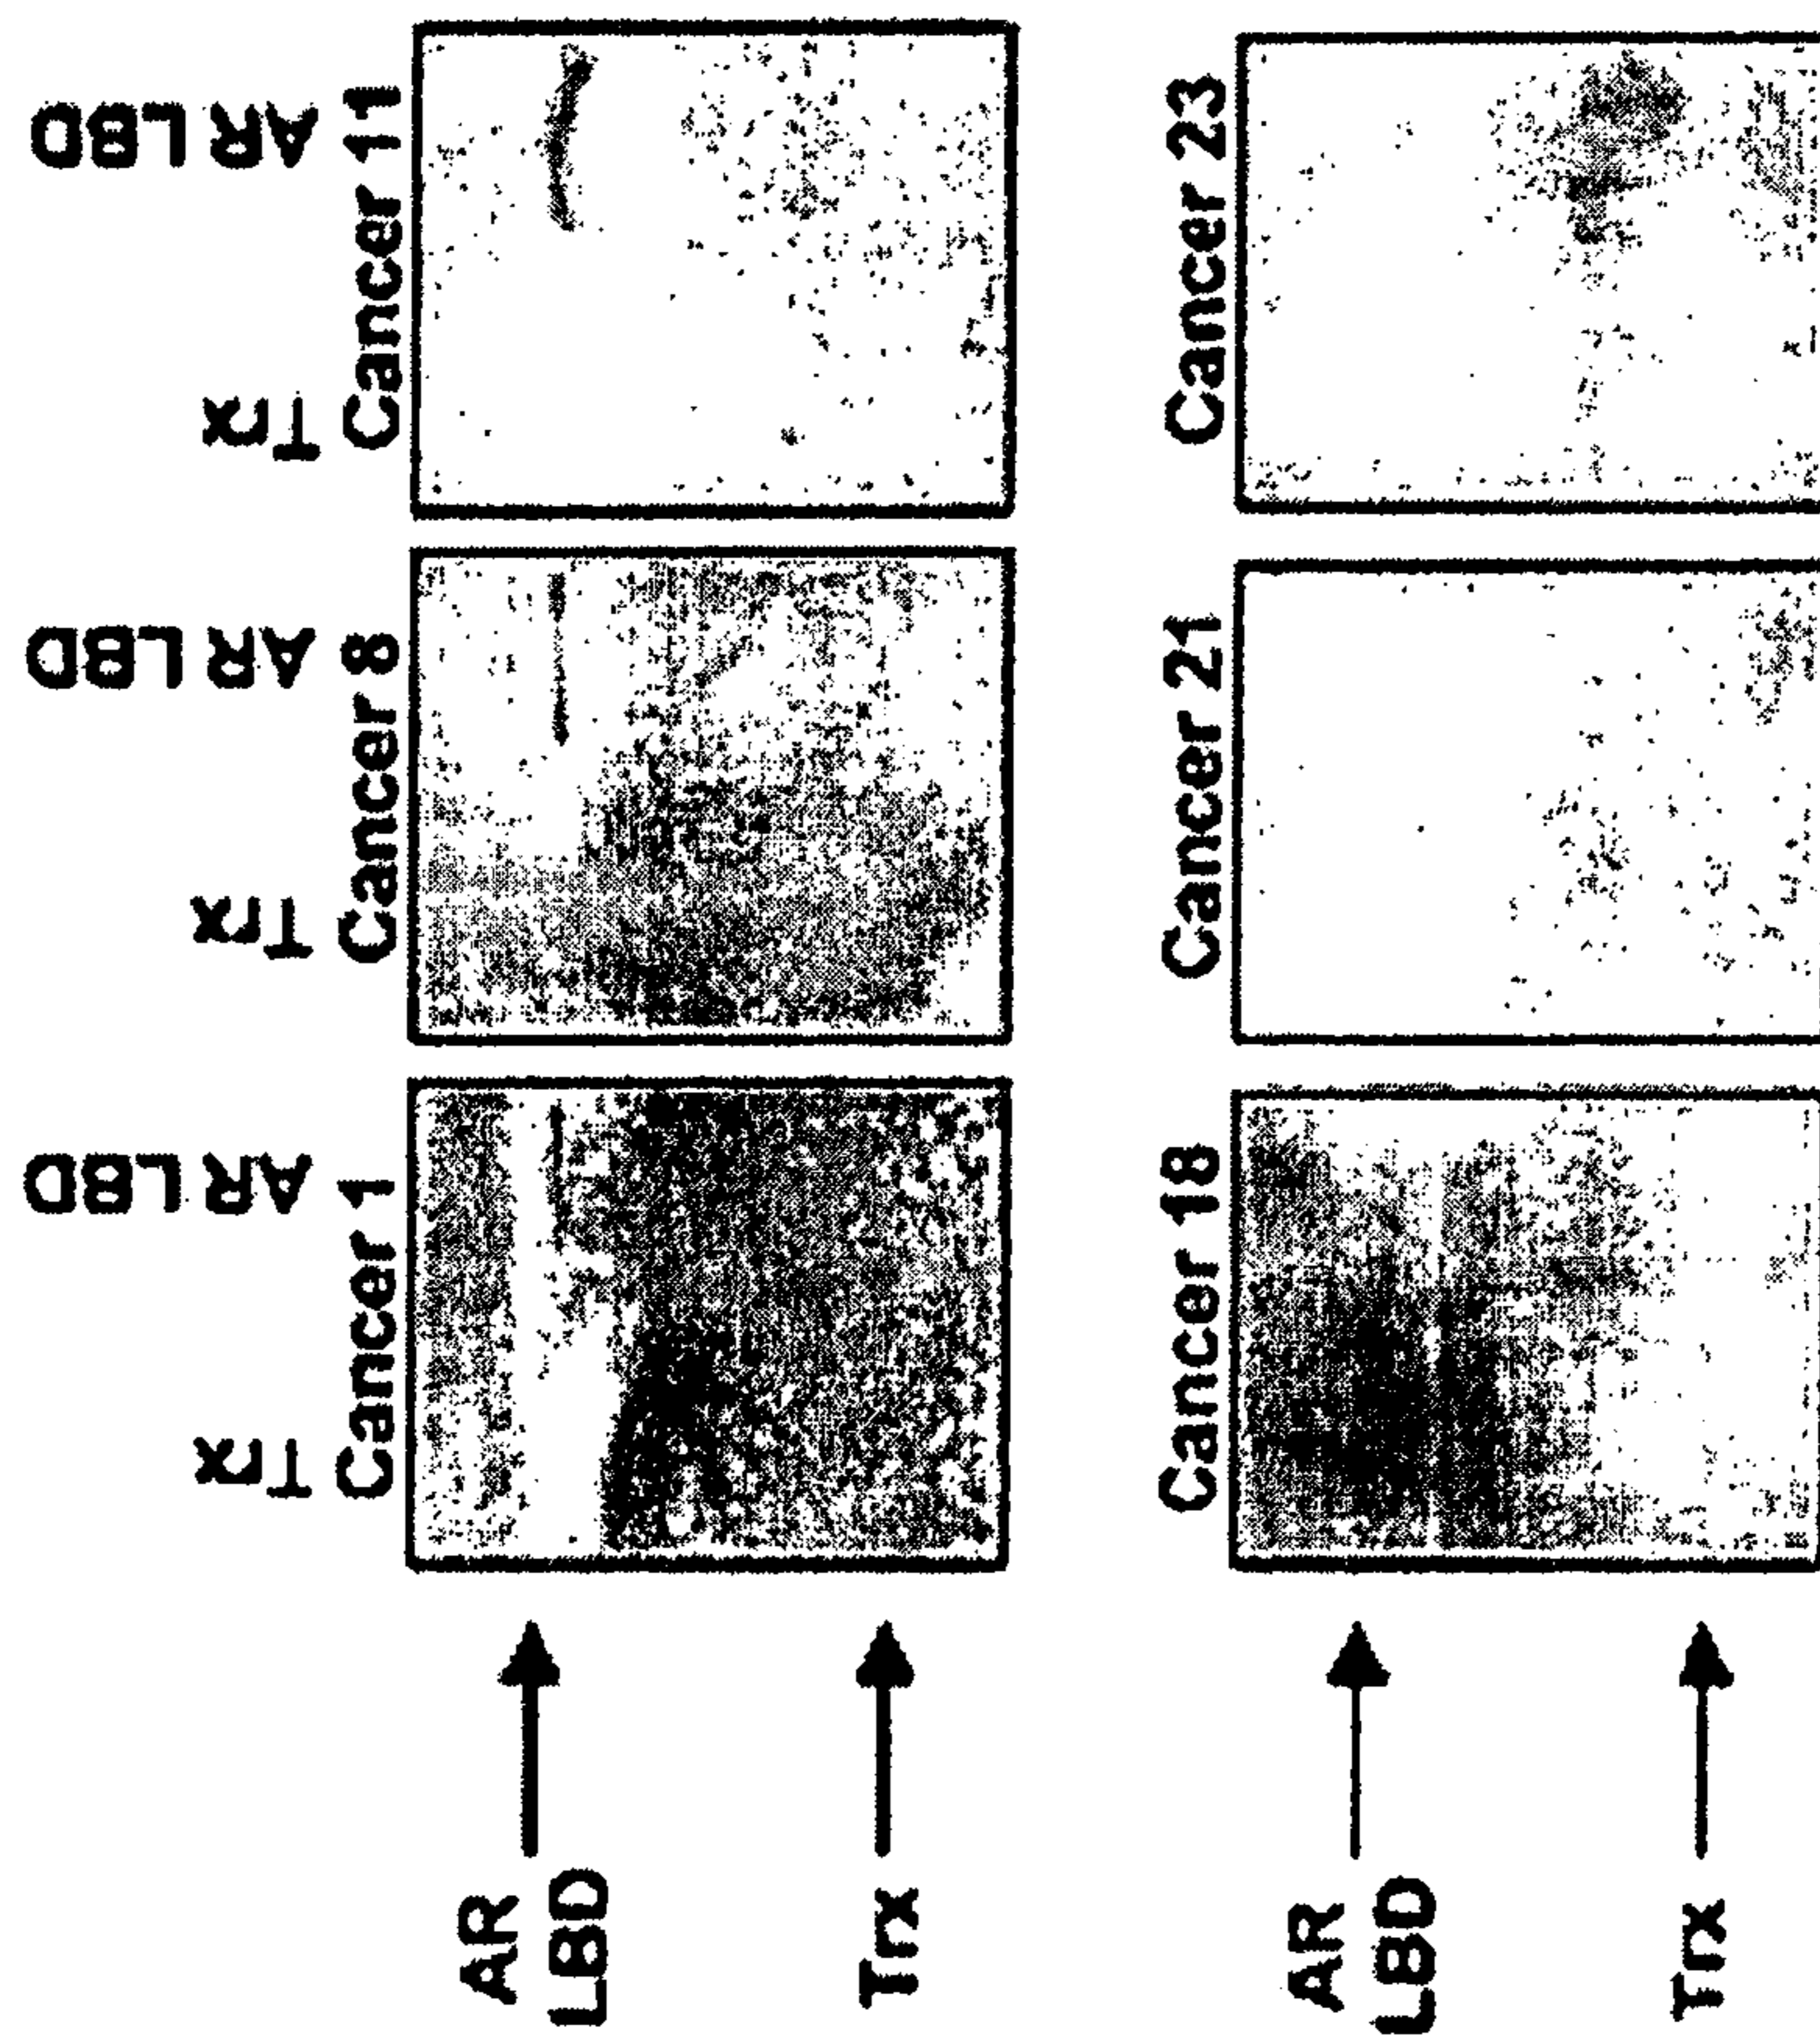 Trx AR LBD Trx AR LBD Trx AR LBD
Cancer 1 Cancer 8 Cancer 11
AR
LBD
Trx
Cancer 18 Cancer 21 Cancer 23
AR
LBD
Trx